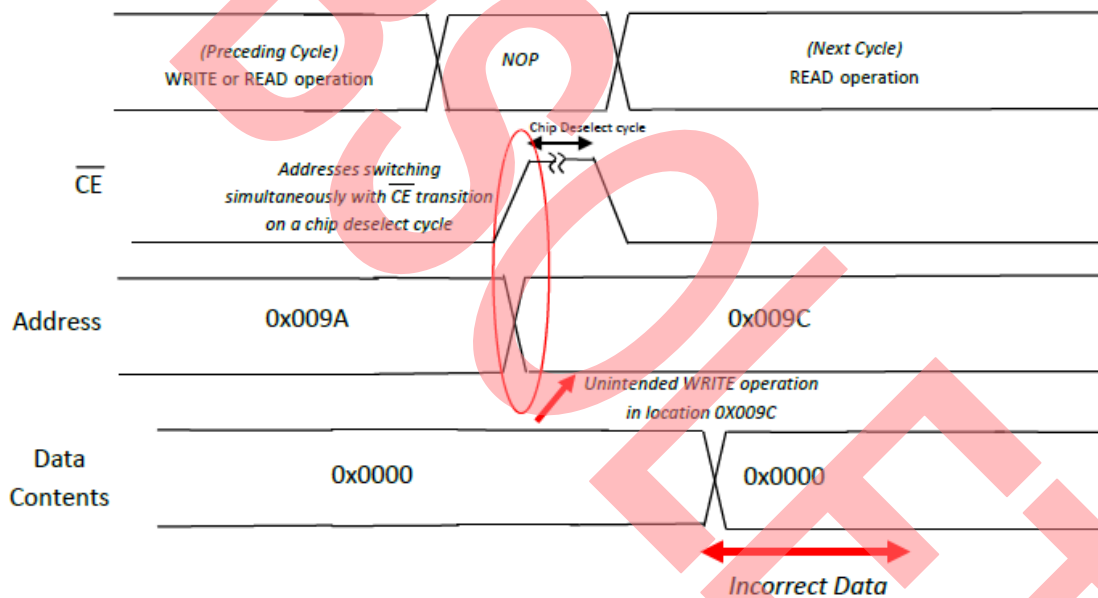 (Preceding Cycle)
WRITE or READ operation
NOP
(Next Cycle)
READ operation
Chip Deselect cycle
CE
Addresses switching
simultaneously with CE transition
on a chip deselect cycle
Address
0x009A
0x009C
Unintended WRITE operation
in location 0X009C
Data
Contents
0x0000
0x0000
Incorrect Data